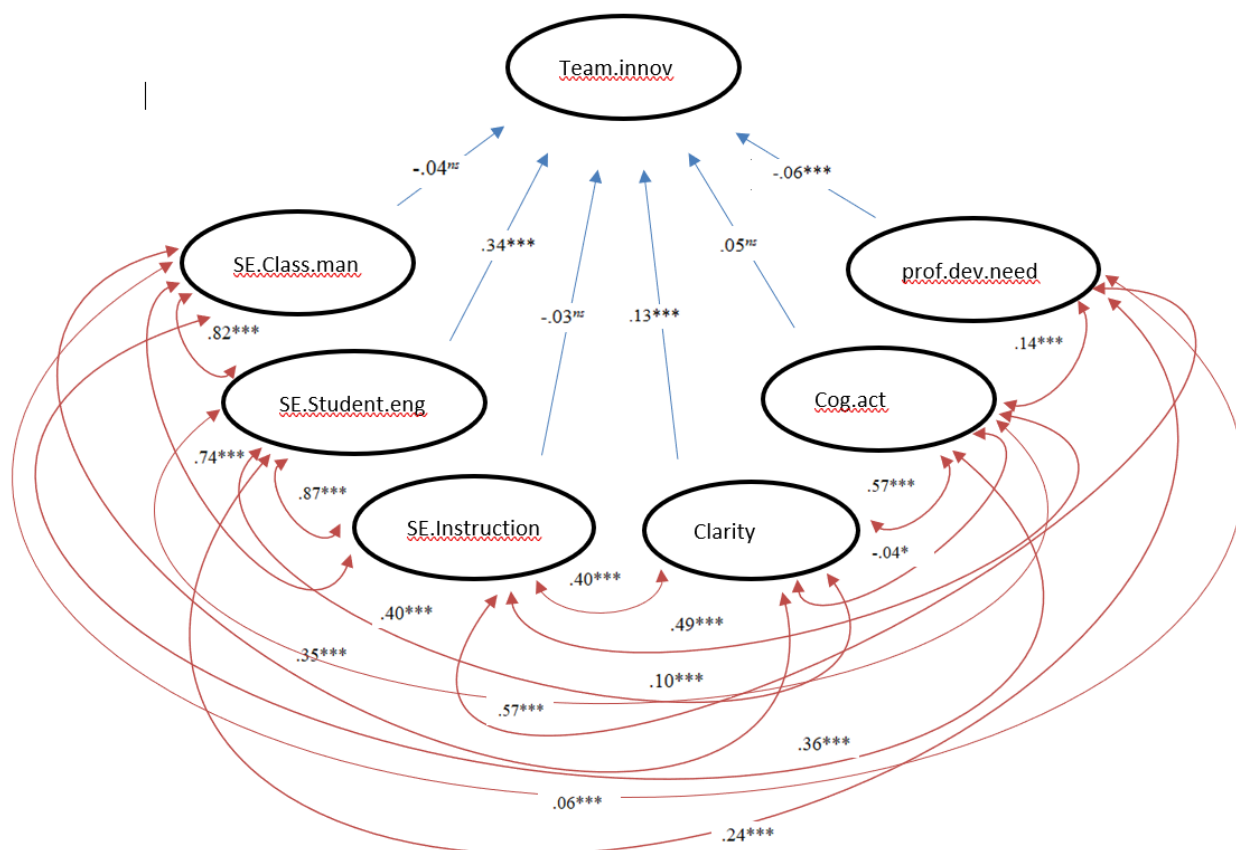 Team.innov
-.04ns
-.06***
.34***
.05ns
SE.Class.man
prof.dev.need
-.03ns
.13***
.82***
.14***
SE.Student.eng
Cog.act
.74***
.87***
.57***
SE.Instruction
Clarity
-.04*
.40***
.40***
.49***
.35***
.10***
.57***
.36***
.06***
.24***